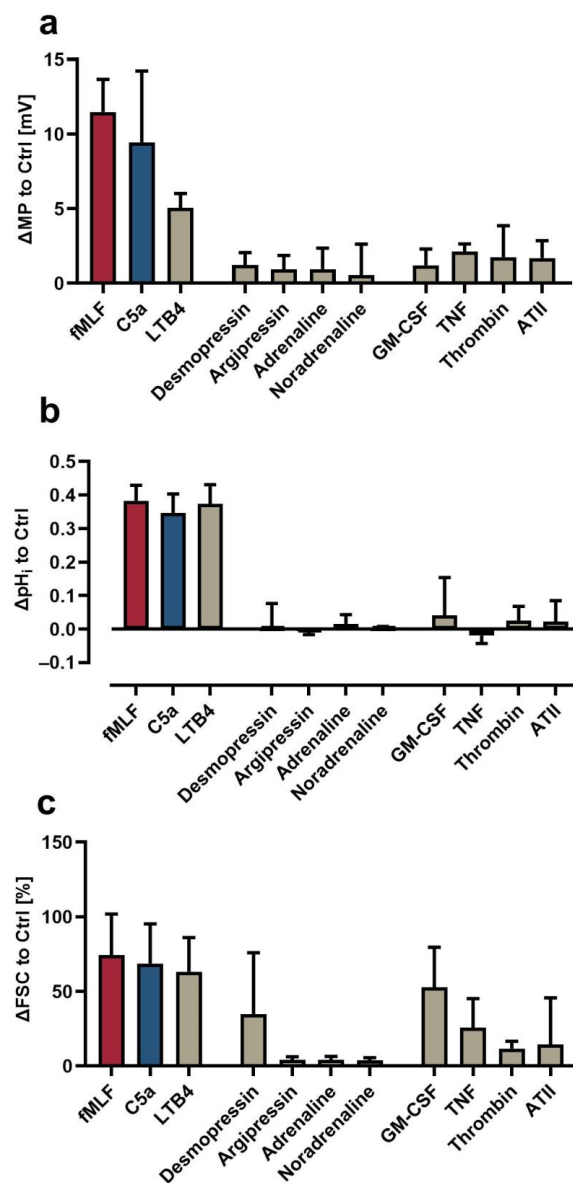 a
ΔMP to Ctrl [mV]
15
10
5
0
fMLF
C5a
LTB4
Desmopressin
Argipressin
Adrenaline
Noradrenaline
GM-CSF
TNF
Thrombin
ATII
b
ΔpHi to Ctrl
0.5
0.4
0.3
0.2
0.1
0.0
–0.1
fMLF
C5a
LTB4
Desmopressin
Argipressin
Adrenaline
Noradrenaline
GM-CSF
TNF
Thrombin
ATII
c
ΔFSC to Ctrl [%]
150
100
50
0
fMLF
C5a
LTB4
Desmopressin
Argipressin
Adrenaline
Noradrenaline
GM-CSF
TNF
Thrombin
ATII